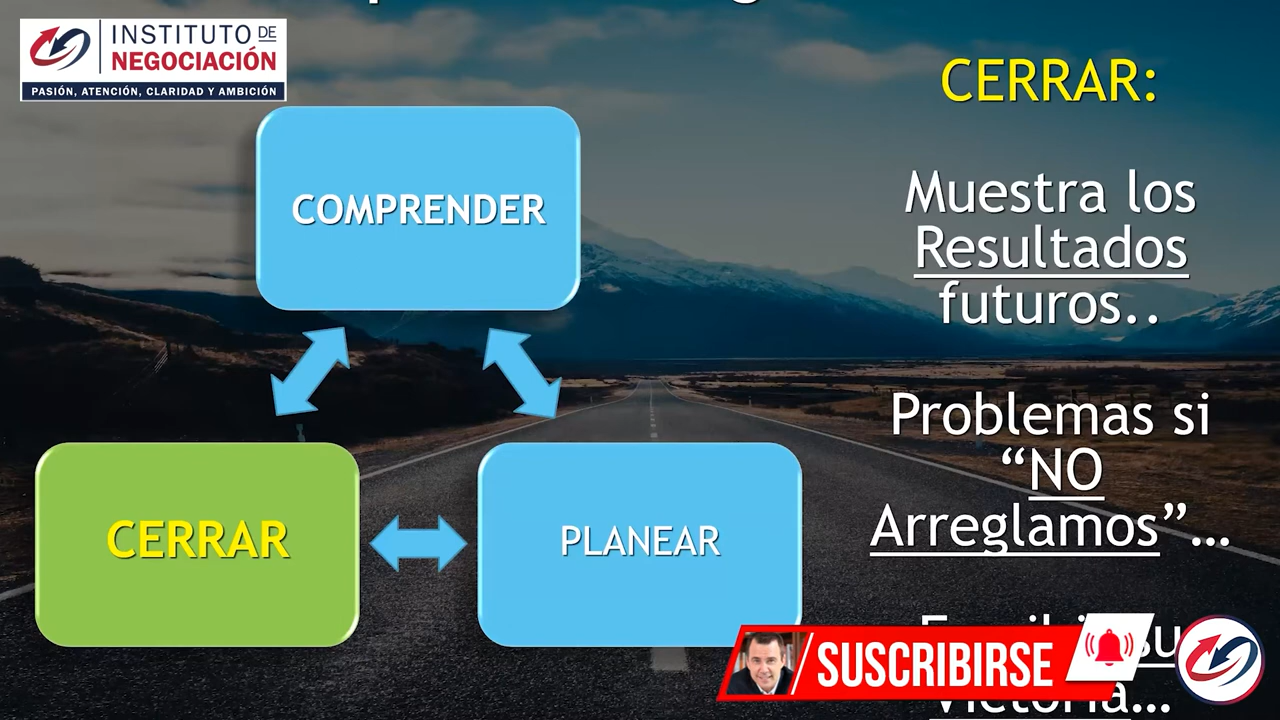 INSTITUTO DE
NEGOCIACIÓN
PASIÓN, ATENCIÓN, CLARIDAD Y AMBICIÓN
COMPRENDER
CERRAR
PLANEAR
CERRAR:
Muestra los
Resultados
futuros..
Problemas si
“NO
Arreglamos”…
su
SUSCRIBIRSE